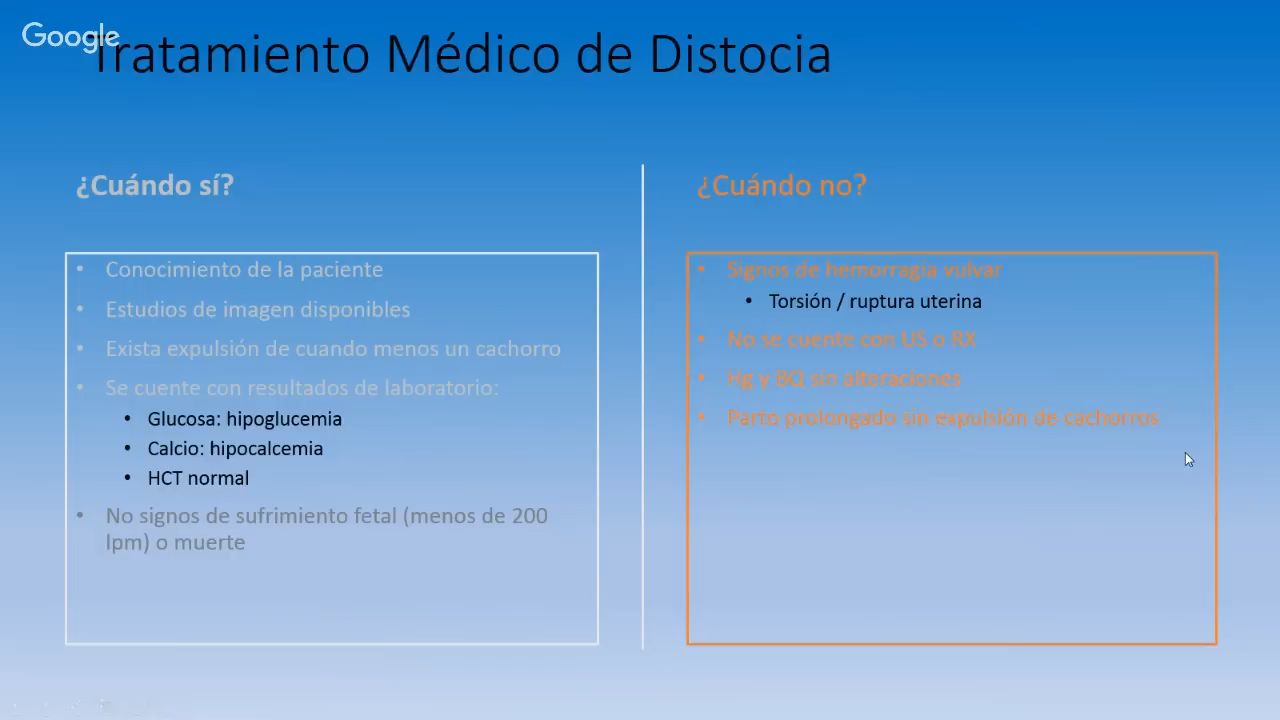 Google
Tratamiento Médico de Distocia
¿Cuándo sí?
• Conocimiento de la paciente
• Estudios de imagen disponibles
• Exista expulsión de cuando menos un cachorro
• Se cuente con resultados de laboratorio:
• Glucosa: hipoglucemia
• Calcio: hipocalcemia
• HCT normal
• No signos de sufrimiento fetal (menos de 200
lpm) o muerte
¿Cuándo no?
• Signos de hemorragia vulvar
• Torsión / ruptura uterina
• No se cuente con US o RX
• Hg y BQ sin alteraciones
• Parto prolongado sin expulsión de cachorros